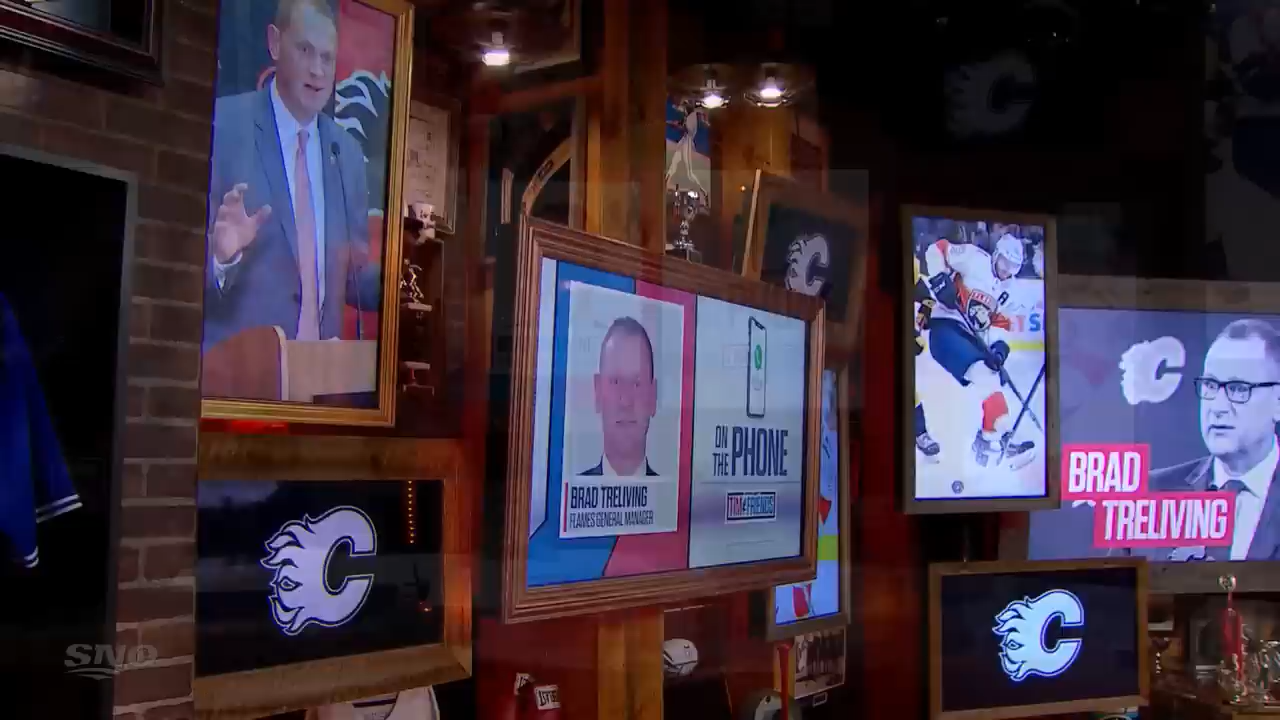 ON
THE PHONE
BRAD TRELIVING
FLAMES GENERAL MANAGER
TIM & FRIENDS
BRAD
TRELIVING
SNO